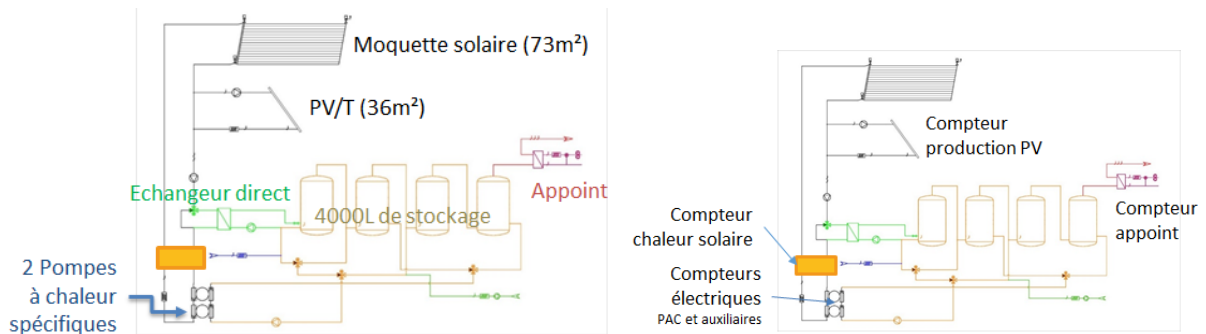 Moquette solaire (73m²)
PV/T (36m²)
Echangeur direct
4000L de stockage
Appoint
2 Pompes
à chaleur
spécifiques
Compteur
production PV
Compteur
chaleur solaire
Compteur
appoint
Compteurs
électriques
PAC et auxiliaires